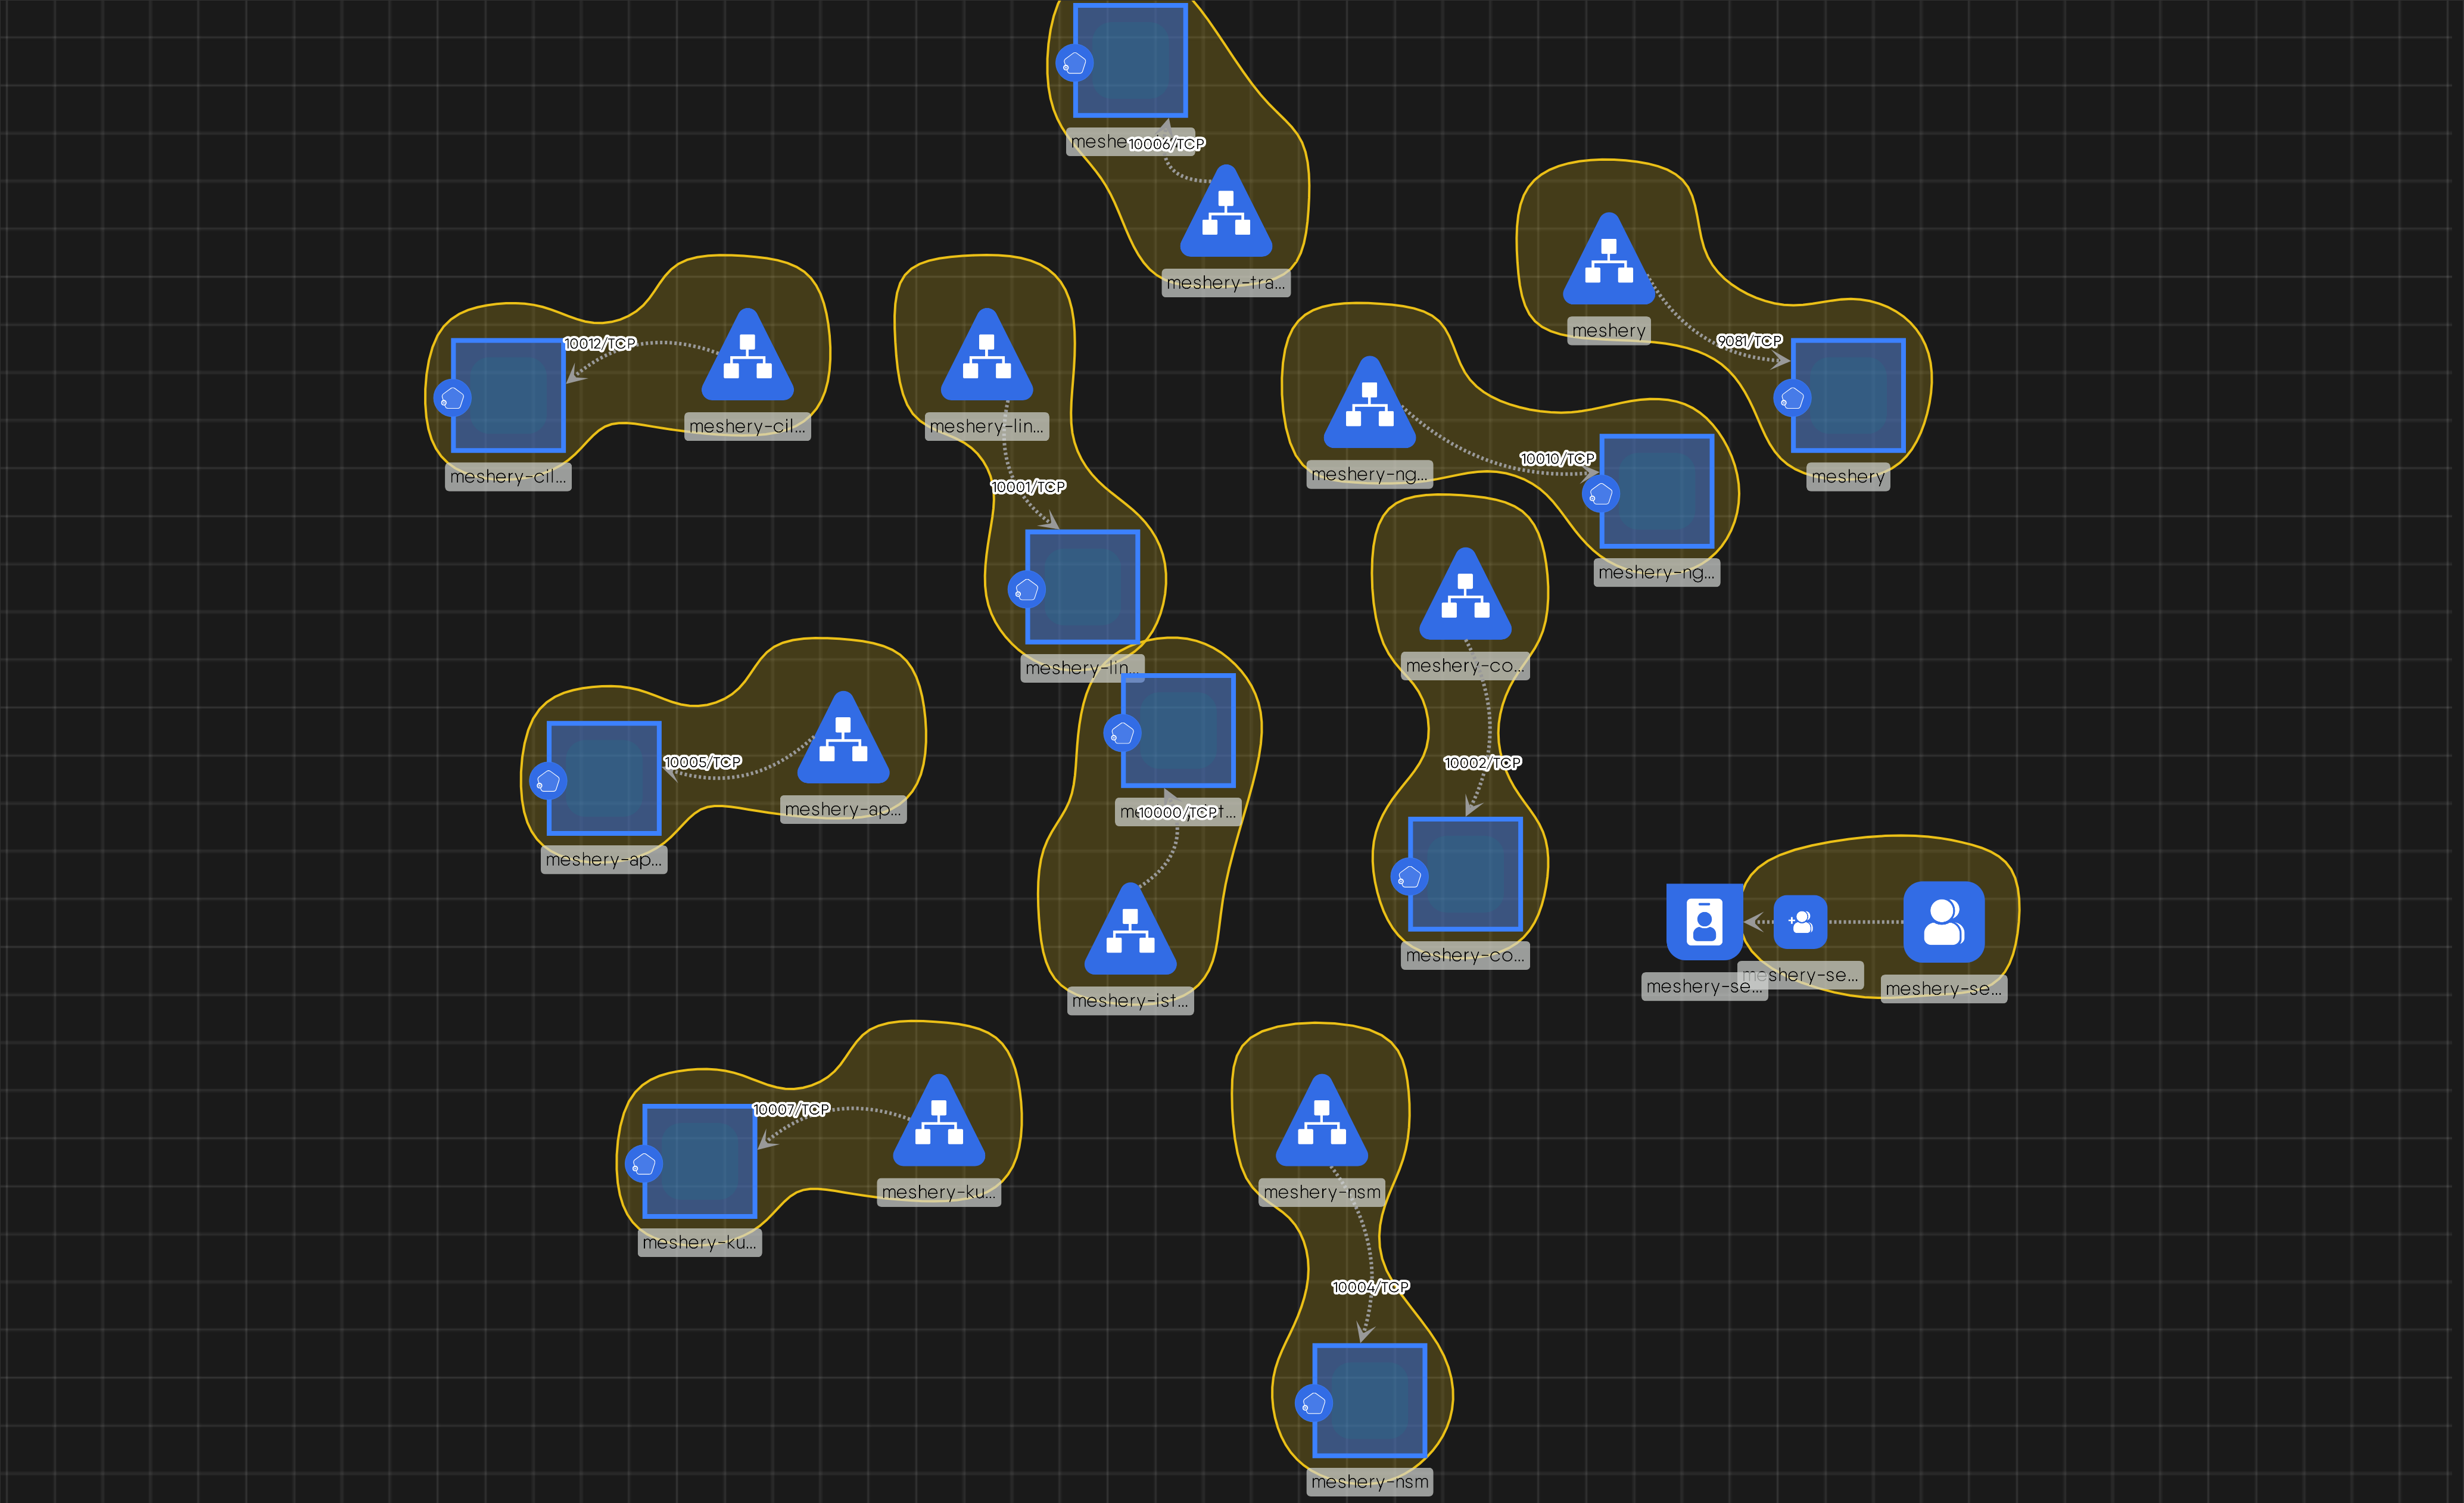 meshe
10006/TCP
meshery-tra...
meshery
9081/TCP
meshery
10012/TCP
meshery-cil...
meshery-cil...
meshery-lin...
10001/TCP
meshery-lin...
meshery-ng...
10010/TCP
meshery-ng...
meshery-co...
10002/TCP
meshery-co...
10005/TCP
meshery-ap...
meshery-ap...
10000/TCP
meshery-ist...
meshery-se...
meshery-se...
meshery-se...
10007/TCP
meshery-ku...
meshery-ku...
meshery-nsm
10004/TCP
meshery-nsm